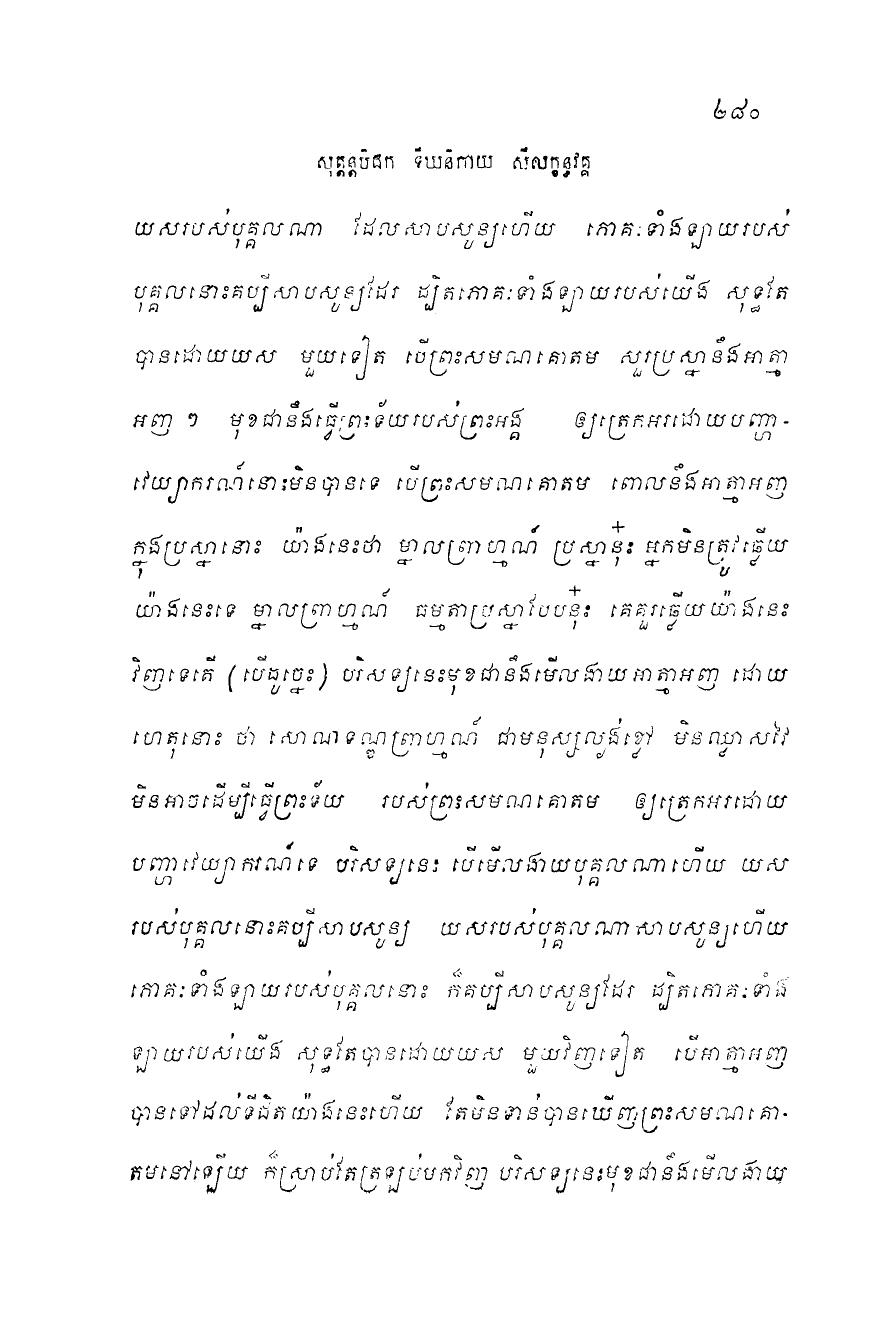 ២៨០
សុត្តន្តបិដក ទីឃនិកាយ សីលក្ខន្ធវគ្គ
យសរបស់បុគ្គលណា ដែលសាបសូន្យហើយ ភោគៈទាំងឡាយរបស់
បុគ្គលនោះគប្បីសាបសូន្យដែរ ដ្បិតភោគៈទាំងឡាយរបស់យើង សុទ្ធតែ
បានដោយយស មួយទៀត បើព្រះសមណគោតម សួរប្រស្នានឹងអាត្មា
អញ ៗ មុខជានឹងធ្វើព្រះទ័យរបស់ព្រះអង្គ ឲ្យត្រេកអរដោយបញ្ហា-
វេយ្យាករណ៍នោះមិនបានទេ បើព្រះសមណគោតម ពោលនឹងអាត្មាអញ
ក្នុងប្រស្នានោះ យ៉ាងនេះថា ម្នាលព្រាហ្មណ៍ ប្រស្នានុ៎ះ អ្នកមិនត្រូវធ្វើយ
យ៉ាងនេះទេ ម្នាលព្រាហ្មណ៍ ធម្មតាប្រស្នាបែបនុ៎ះ គេគួរធ្វើយយ៉ាងនេះ
វិញទេតើ (បើដូច្នេះ) បរិសទ្យនេះមុខជានឹងមើលងាយអាត្មាអញ ដោយ
ហេតុនោះ ថា សោណទណ្ឌព្រាហ្មណ៍ ជាមនុស្សល្ងង់ខ្លៅ មិនឈ្លាសវៃ
មិនអាចដើម្បីធ្វើព្រះទ័យ របស់ព្រះសមណគោតម ឲ្យត្រេកអរដោយ
បញ្ហាវេយ្យាករណ៍ទេ បរិសទ្យនេះ បើមើលងាយបុគ្គលណាហើយ យស
របស់បុគ្គលនោះគប្បីសាបសូន្យ យសរបស់បុគ្គលណាសាបសូន្យហើយ
ភោគៈទាំងឡាយរបស់បុគ្គលនោះ ក៏គប្បីសាបសូន្យដែរ ដ្បិតភោគៈទាំង
ឡាយរបស់យើង សុទ្ធតែបានដោយយស មួយវិញទៀត បើអាត្មាអញ
បានទៅដល់ទីជិតយ៉ាងនេះហើយ តែមិនទាន់បានឃើញព្រះសមណគោ-
តមនៅឡើយ ក៏ស្រាប់តែត្រឡប់មកវិញ បរិសទ្យនេះមុខជានឹងមើលងាយ